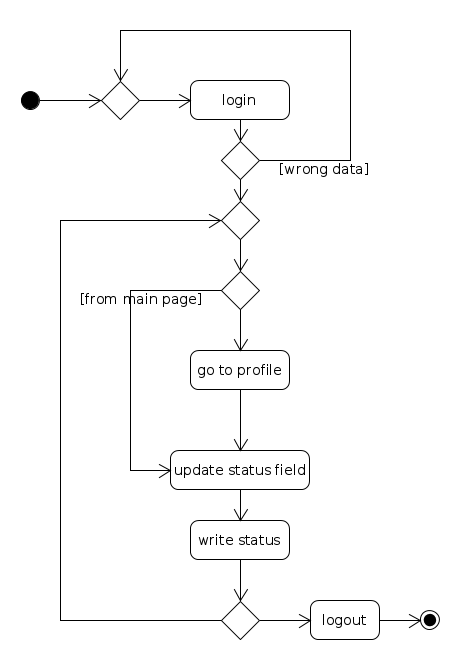 login
[wrong data]
[from main page]
go to profile
update status field
write status
logout